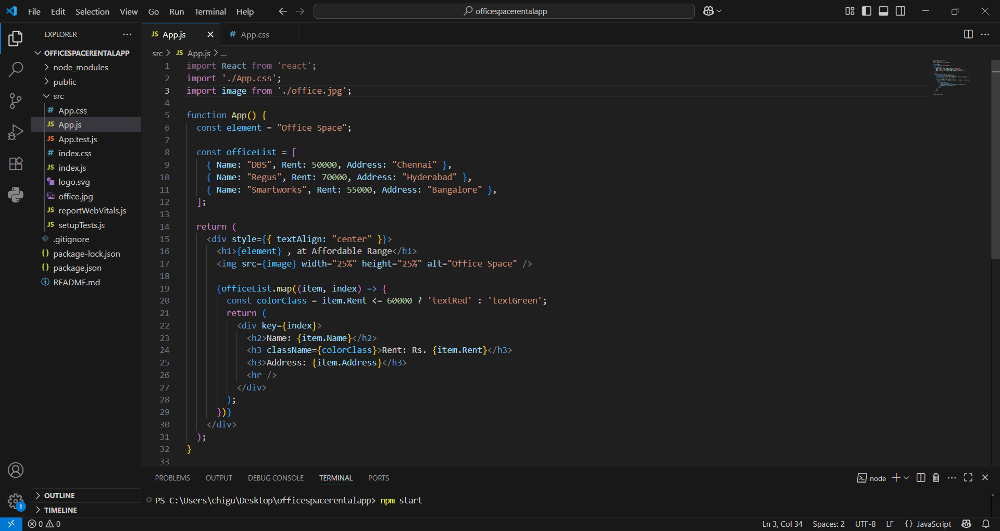 File Edit Selection View Go Run Terminal Help
officespacerentalapp
EXPLORER
OFFICESPACERENTALAPP
node_modules
public
src
# App.css
JS App.js
JS App.test.js
# index.css
JS index.js
logo.svg
office.jpg
JS reportWebVitals.js
JS setupTests.js
.gitignore
{} package-lock.json
{} package.json
README.md
OUTLINE
TIMELINE
1
JS App.js
# App.css
src > JS App.js > ...
1 import React from 'react';
2 import './App.css';
3 import image from './office.jpg';
4
5 function App() {
6 const element = "Office Space";
7
8 const officeList = [
9 { Name: "DBS", Rent: 50000, Address: "Chennai" },
10 { Name: "Regus", Rent: 70000, Address: "Hyderabad" },
11 { Name: "Smartworks", Rent: 55000, Address: "Bangalore" },
12 ];
13
14 return (
15 <div style={{ textAlign: "center" }}>
16 <h1>{element} , at Affordable Range</h1>
17 <img src={image} width="25%" height="25%" alt="Office Space" />
18
19 {officeList.map((item, index) => {
20 const colorClass = item.Rent <= 60000 ? 'textRed' : 'textGreen';
21 return (
22 <div key={index}>
23 <h2>Name: {item.Name}</h2>
24 <h3 className={colorClass}>Rent: Rs. {item.Rent}</h3>
25 <h3>Address: {item.Address}</h3>
26 <hr />
27 </div>
28 );
29 })}
30 </div>
31 );
32 }
33
PROBLEMS OUTPUT DEBUG CONSOLE TERMINAL PORTS
node
PS C:\Users\chigu\Desktop\officespacerentalapp> npm start
0 0
Ln 3, Col 34 Spaces: 2 UTF-8 LF {} JavaScript